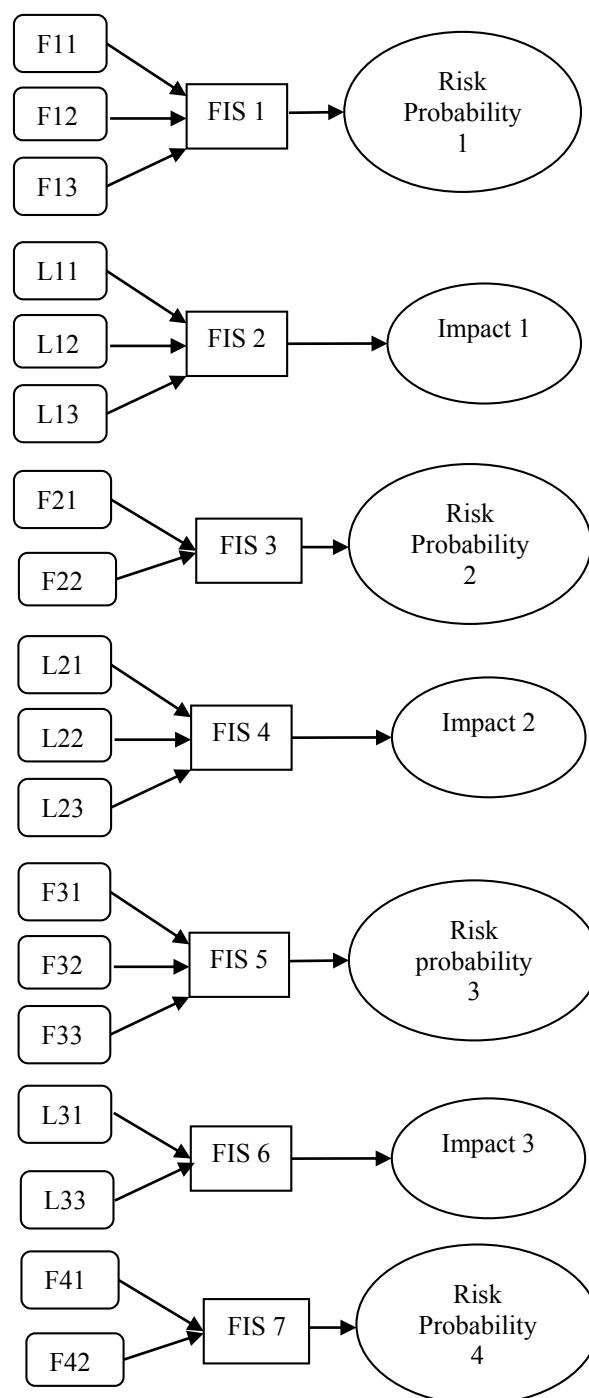 F11
F12
F13
FIS 1
Risk
Probability
1
L11
L12
L13
FIS 2
Impact 1
F21
F22
FIS 3
Risk
Probability
2
L21
L22
L23
FIS 4
Impact 2
F31
F32
F33
FIS 5
Risk
probability
3
L31
L33
FIS 6
Impact 3
F41
F42
FIS 7
Risk
Probability
4